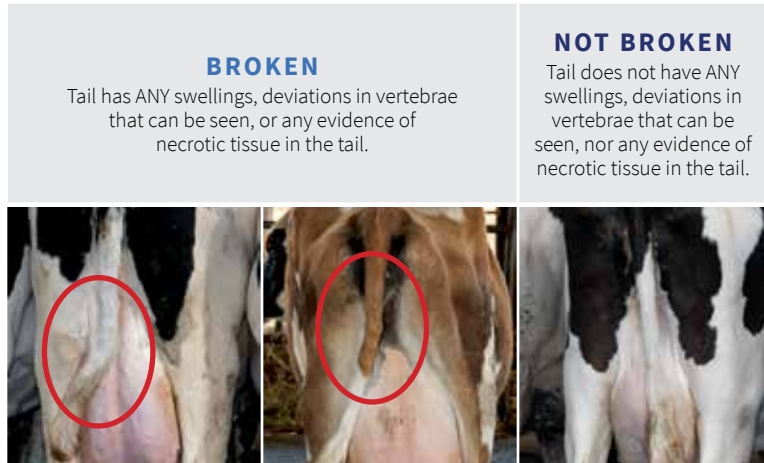 BROKEN
Tail has ANY swellings, deviations in vertebrae
that can be seen, or any evidence of
necrotic tissue in the tail.
NOT BROKEN
Tail does not have ANY
swellings, deviations in
vertebrae that can be
seen, nor any evidence of
necrotic tissue in the tail.